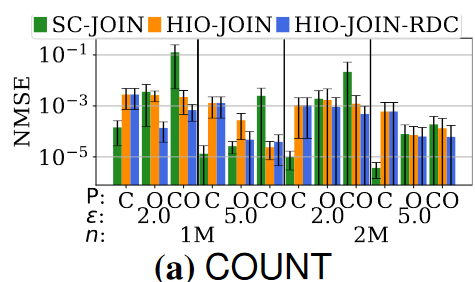 SC-JOIN HIO-JOIN HIO-JOIN-RDC
NMSE
10⁻¹
10⁻³
10⁻⁵
P: C O CO C O CO C O CO C O CO
ε: 2.0 5.0 2.0 5.0
n: 1M 2M
(a) COUNT